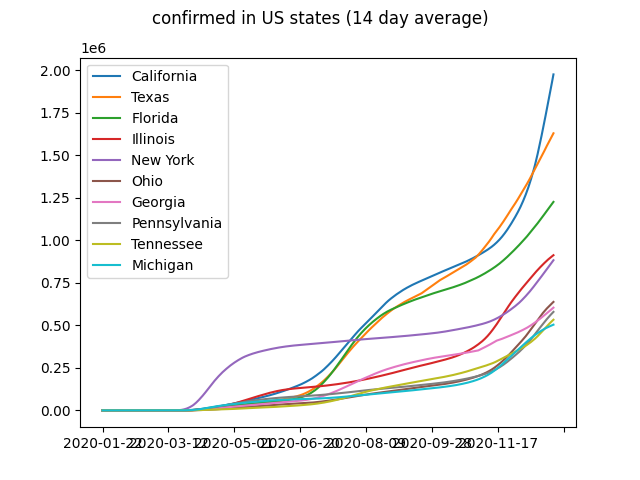 confirmed in US states (14 day average)
1e6
2.00
1.75
1.50
1.25
1.00
0.75
0.50
0.25
0.00
California
Texas
Florida
Illinois
New York
Ohio
Georgia
Pennsylvania
Tennessee
Michigan
2020-01-22 2020-03-12 2020-05-01 2020-06-20 2020-08-09 2020-09-28 2020-11-17